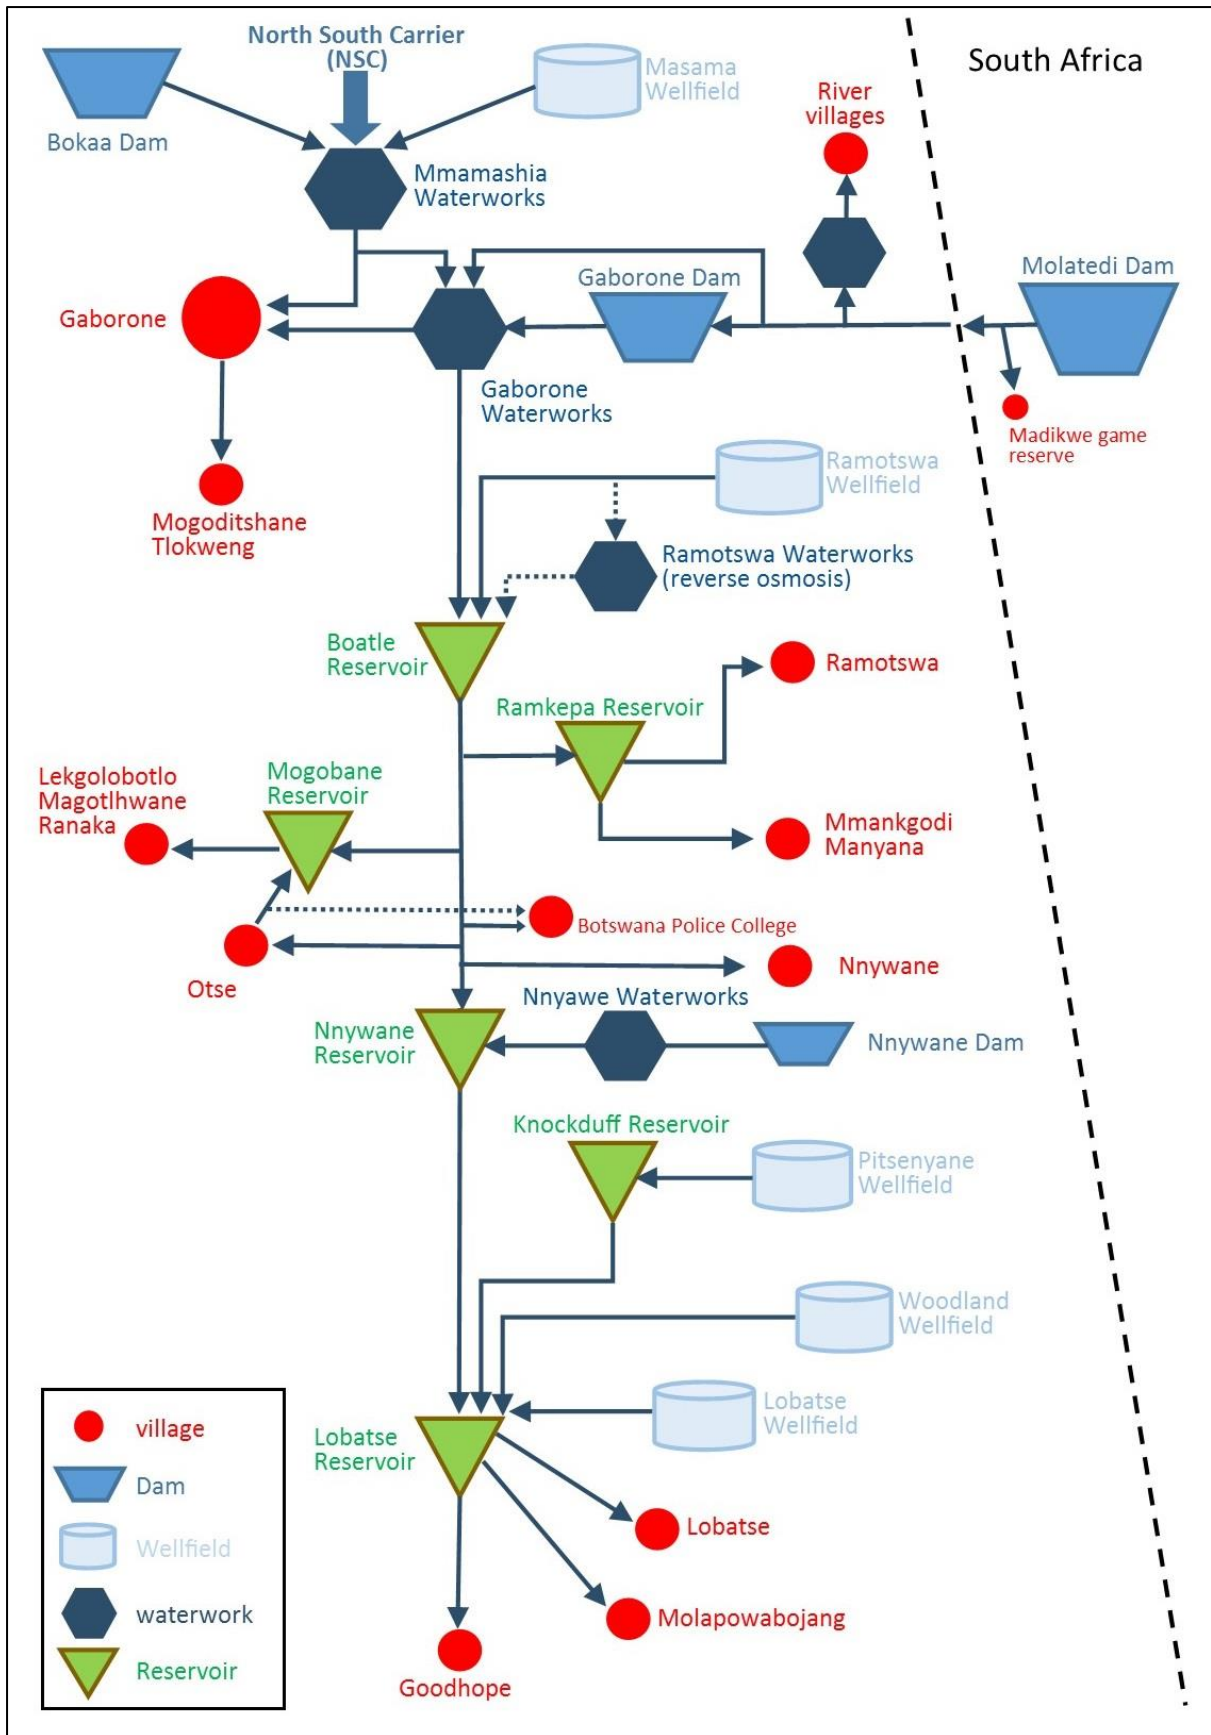 North South Carrier
(NSC)
South Africa
Masama
Wellfield
River
villages
Bokaa Dam
Mmamashia
Waterworks
Gaborone Dam
Molatedi Dam
Gaborone
Gaborone
Waterworks
Madikwe game
reserve
Ramotswa
Wellfield
Mogoditshane
Tlokweng
Ramotswa Waterworks
(reverse osmosis)
Boatle
Reservoir
Ramotswa
Ramkepa Reservoir
Lekgolobotlo
Magotlhwane
Ranaka
Mogobane
Reservoir
Mmankgodi
Manyana
Botswana Police College
Otse
Nnywane
Nnyawe Waterworks
Nnywane
Reservoir
Nnywane Dam
Knockduff Reservoir
Pitsenyane
Wellfield
Woodland
Wellfield
Lobatse
Wellfield
Lobatse
Reservoir
Lobatse
Molapowabojang
Goodhope
village
Dam
Wellfield
waterwork
Reservoir